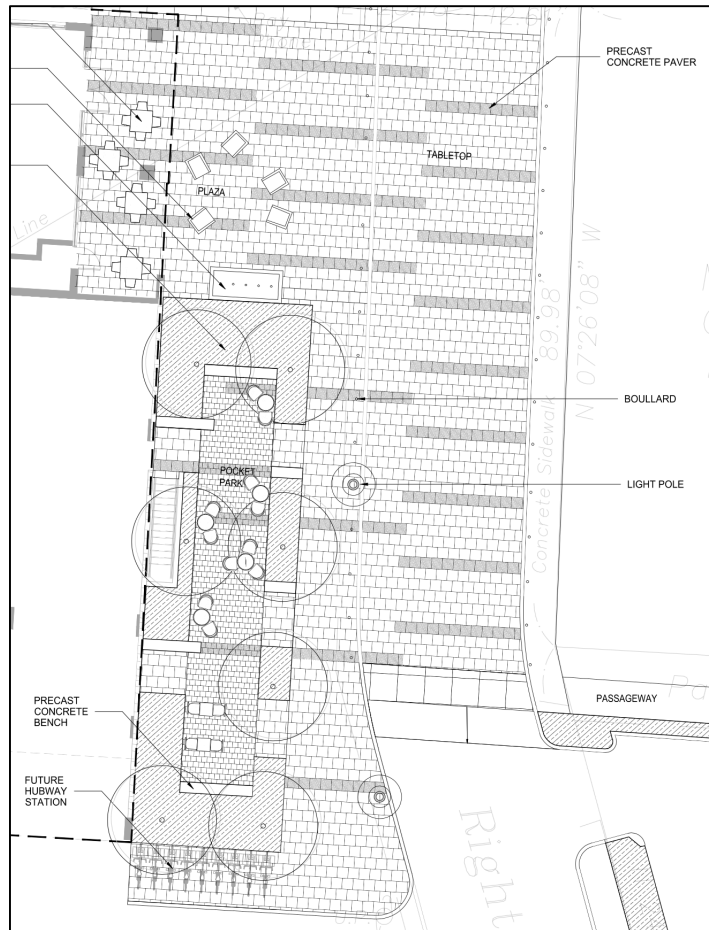 PRECAST
CONCRETE PAVER
TABLETOP
PLAZA
Line
Concrete Sidewalk 89.98'
N 07°26'08" W
BOULLARD
LIGHT POLE
POCKET
PARK
PRECAST
CONCRETE
BENCH
PASSAGEWAY
FUTURE
HUBWAY
STATION
Right